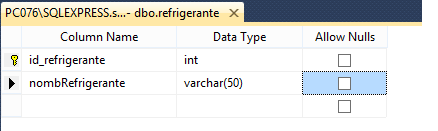 PC076\SQLEXPRESS.s...- dbo.refrigerante
Column Name Data Type Allow Nulls
id_refrigerante int
nombRefrigerante varchar(50)